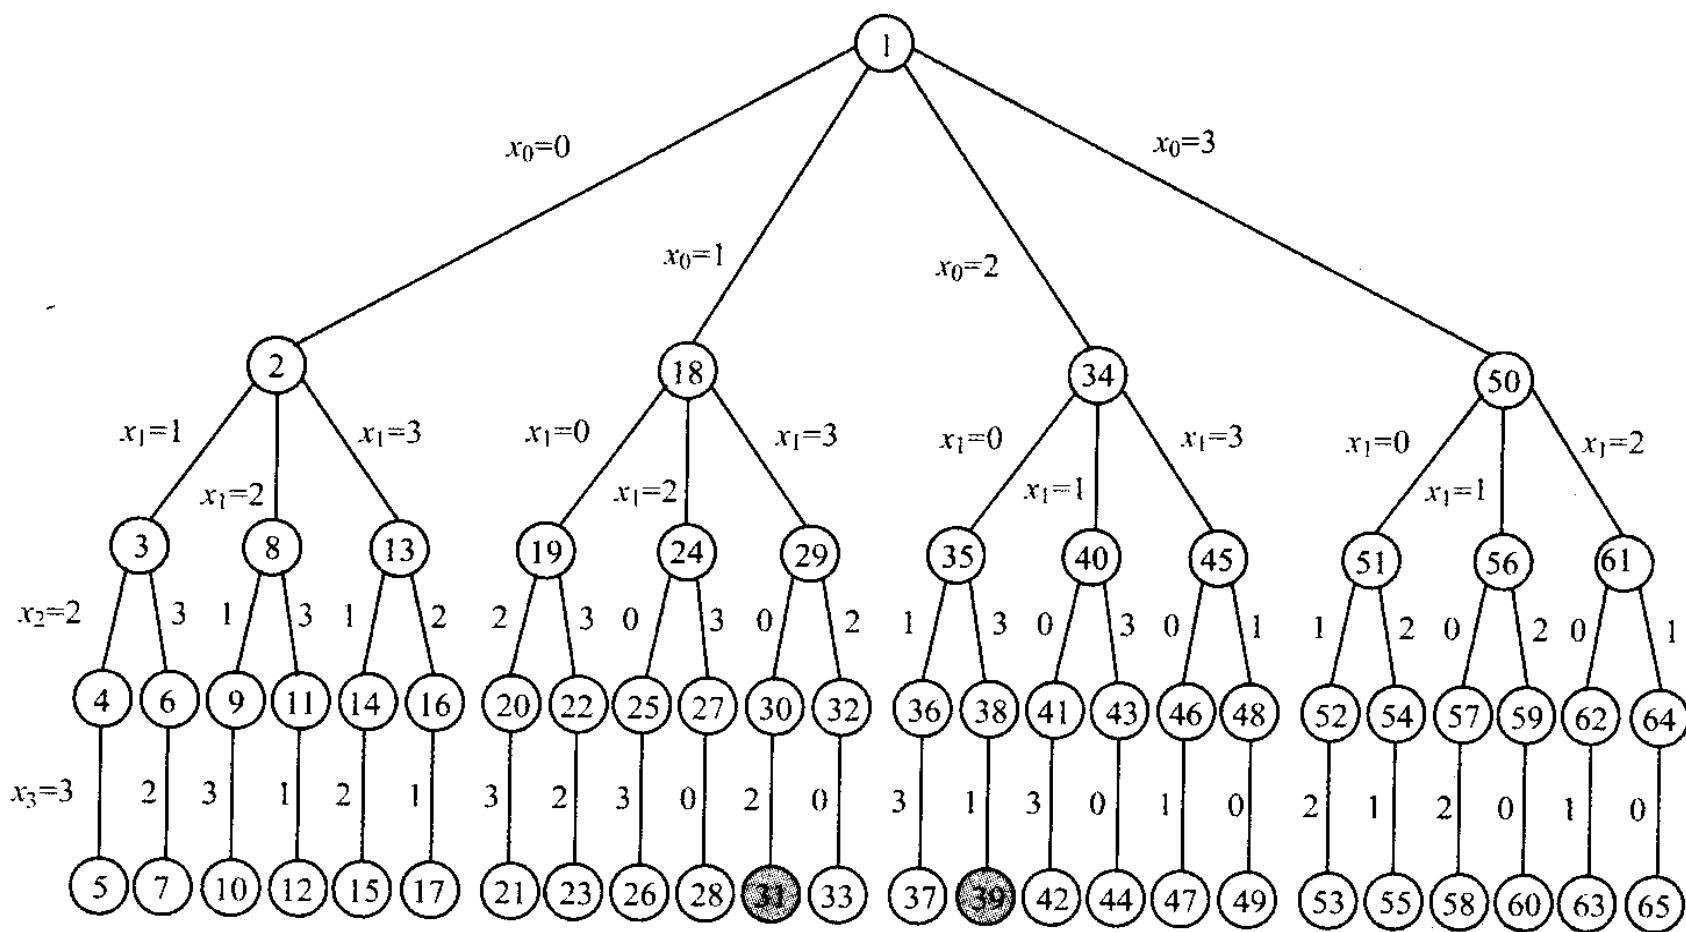 1
x₀=0
x₀=3
x₀=1
x₀=2
2 18 34 50
x₁=1 x₁=3 x₁=0 x₁=3 x₁=0 x₁=3 x₁=0 x₁=2
x₁=2 x₁=2 x₁=1 x₁=1
3 8 13 19 24 29 35 40 45 51 56 61
x₂=2 3 1 3 1 2 2 3 0 3 0 2 1 3 0 3 0 1 1 2 0 2 0 1
4 6 9 11 14 16 20 22 25 27 30 32 36 38 41 43 46 48 52 54 57 59 62 64
x₃=3 2 3 1 2 1 3 2 3 0 2 0 3 1 3 0 1 0 2 1 2 0 1 0
5 7 10 12 15 17 21 23 26 28 31 33 37 39 42 44 47 49 53 55 58 60 63 65